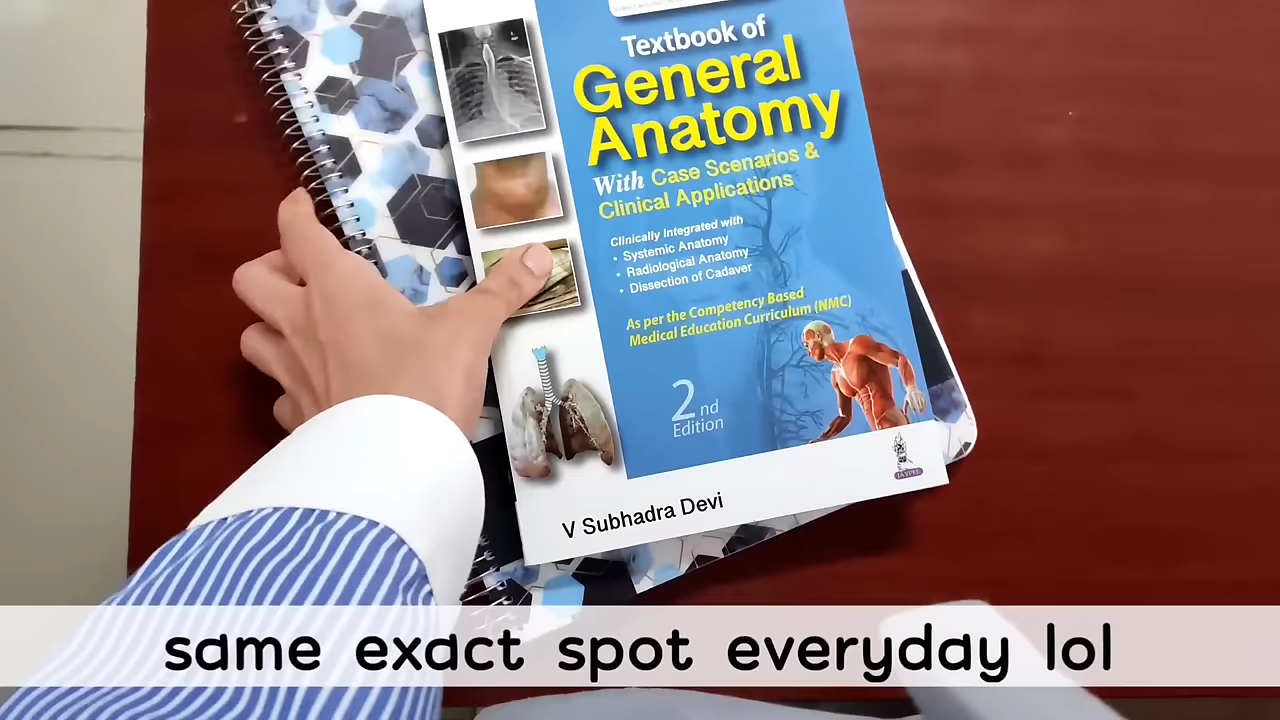 Textbook of
General
Anatomy
With Case Scenarios &
Clinical Applications
Clinically Integrated with
• Systemic Anatomy
• Radiological Anatomy
• Dissection of Cadaver
As per the Competency Based
Medical Education Curriculum (NMC)
2nd
Edition
JAYPEE
V Subhadra Devi
same exact spot everyday lol